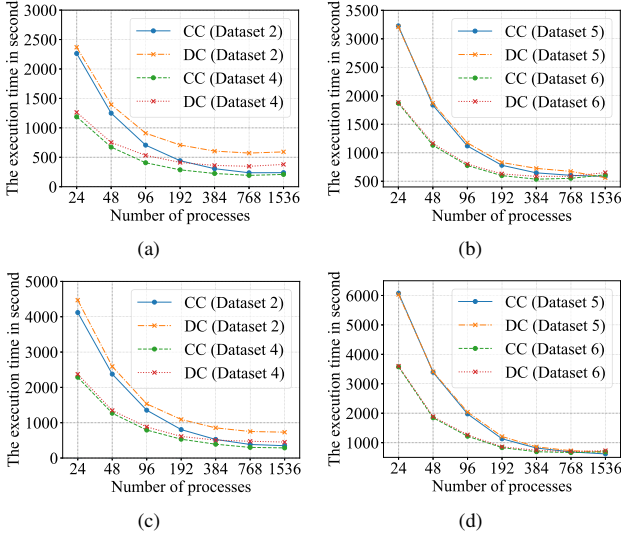 The execution time in second
3000
2500
2000
1500
1000
500
0
CC (Dataset 2)
DC (Dataset 2)
CC (Dataset 4)
DC (Dataset 4)
24 48 96 192 384 768 1536
Number of processes
(a)
The execution time in second
3500
3000
2500
2000
1500
1000
500
CC (Dataset 5)
DC (Dataset 5)
CC (Dataset 6)
DC (Dataset 6)
24 48 96 192 384 768 1536
Number of processes
(b)
The execution time in second
5000
4000
3000
2000
1000
0
CC (Dataset 2)
DC (Dataset 2)
CC (Dataset 4)
DC (Dataset 4)
24 48 96 192 384 768 1536
Number of processes
(c)
The execution time in second
6000
5000
4000
3000
2000
1000
CC (Dataset 5)
DC (Dataset 5)
CC (Dataset 6)
DC (Dataset 6)
24 48 96 192 384 768 1536
Number of processes
(d)